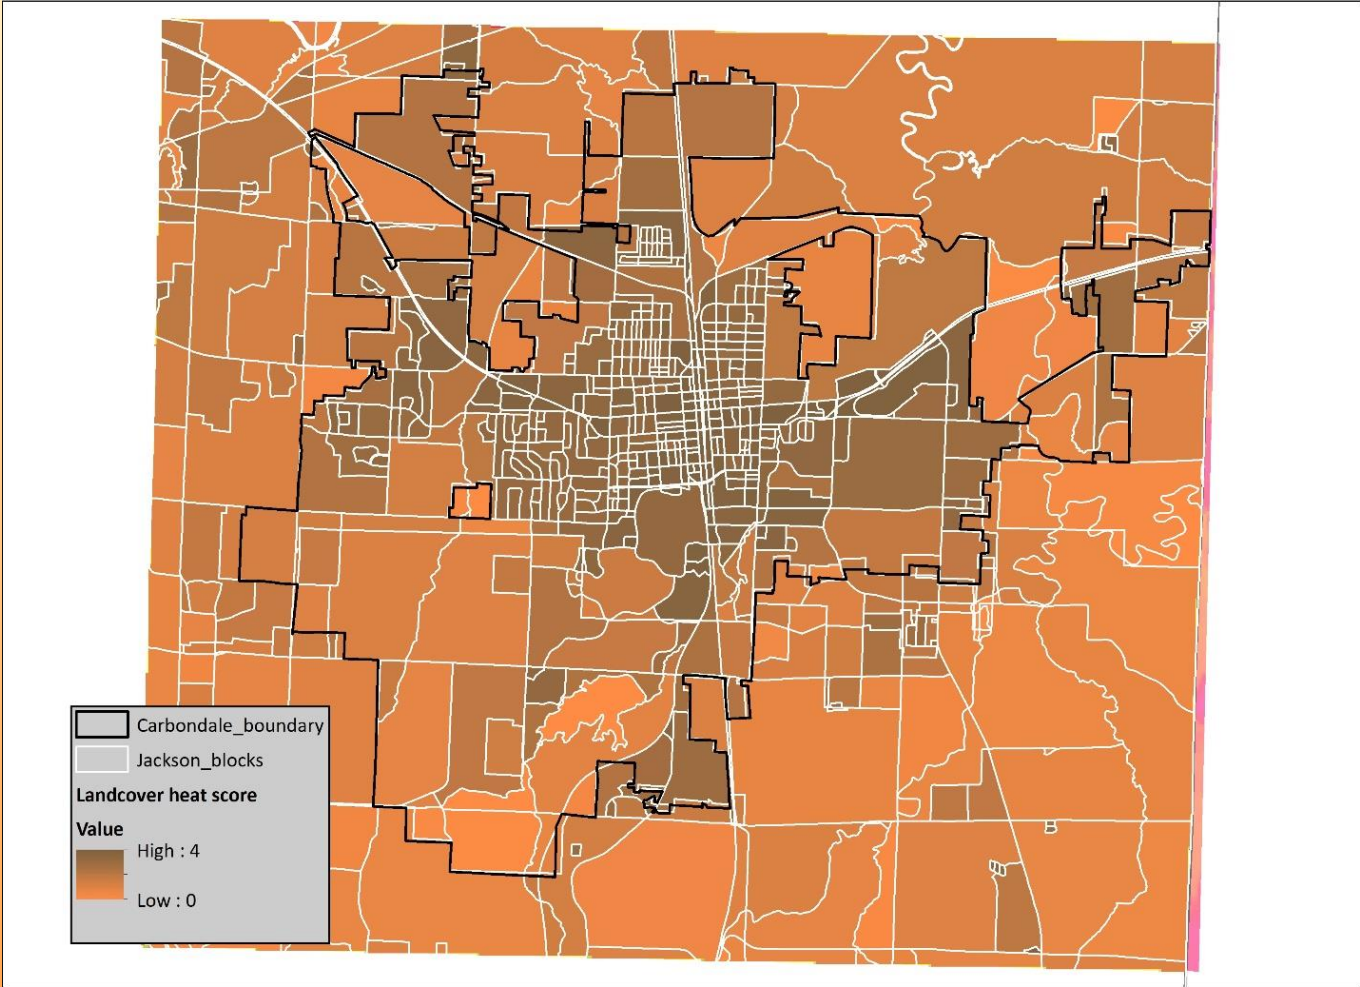 Carbondale_boundary
Jackson_blocks
Landcover heat score
Value
High : 4
Low : 0